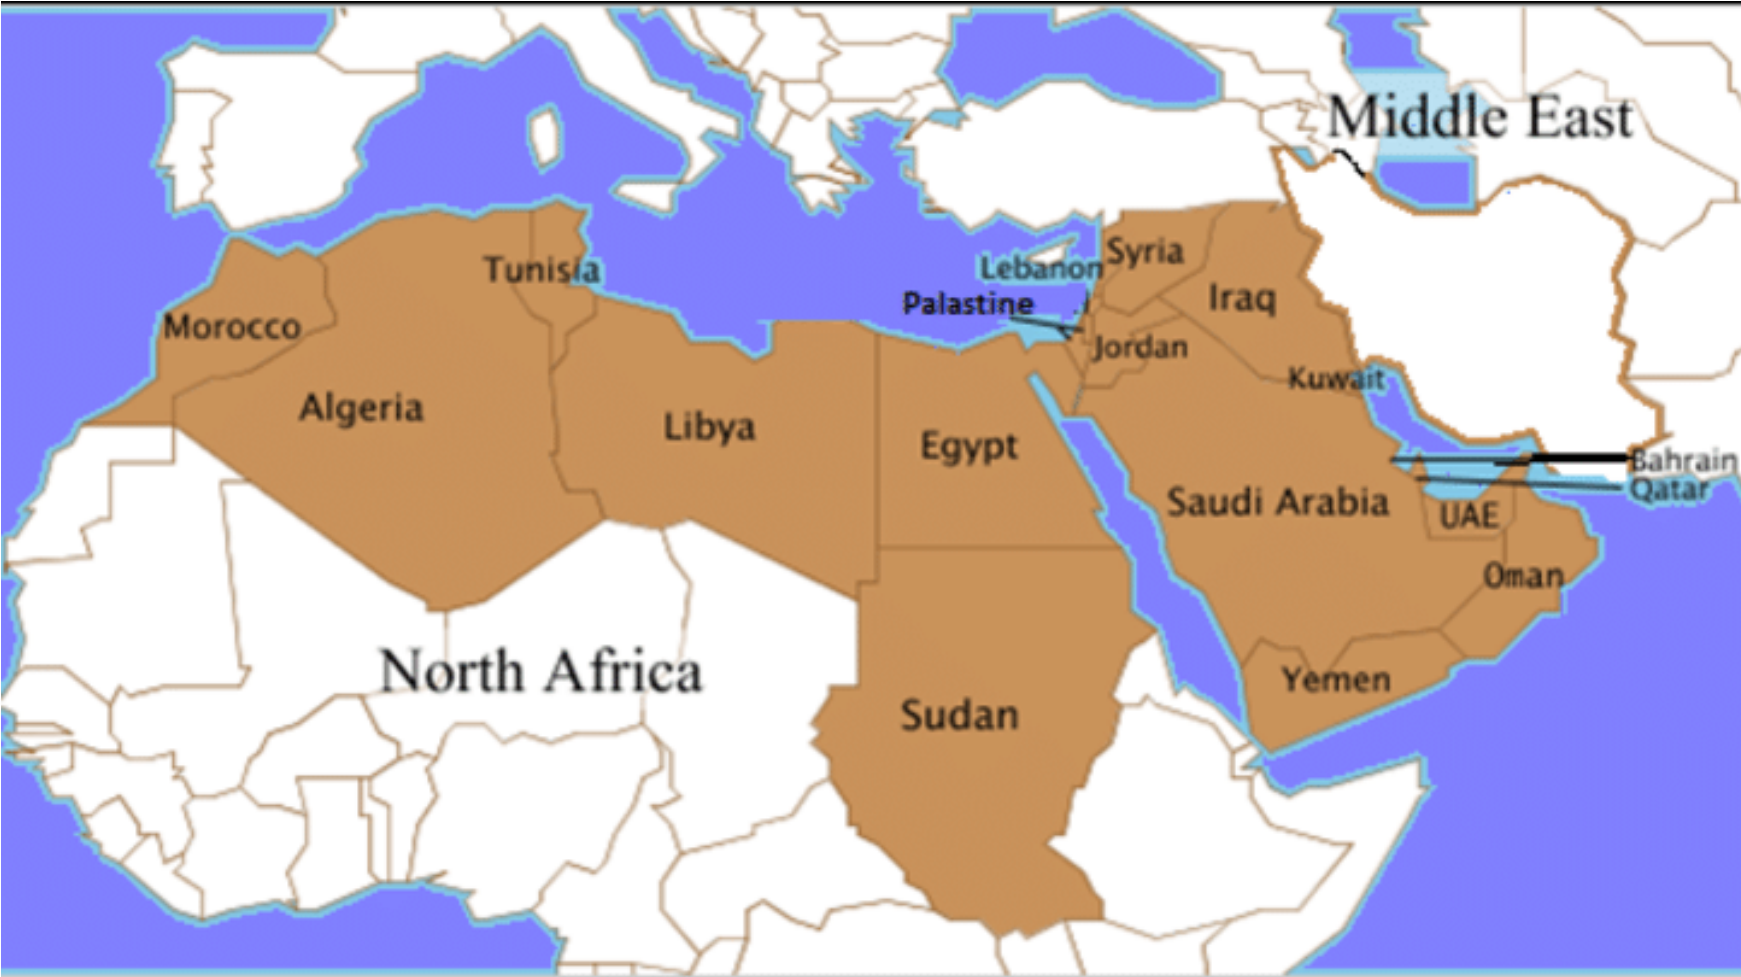 Middle East
Syria
Tunisia
Lebanon
Palastine
Iraq
Morocco
Jordan
Kuwait
Algeria
Libya
Egypt
Bahrain
Qatar
Saudi Arabia
UAE
Oman
North Africa
Yemen
Sudan